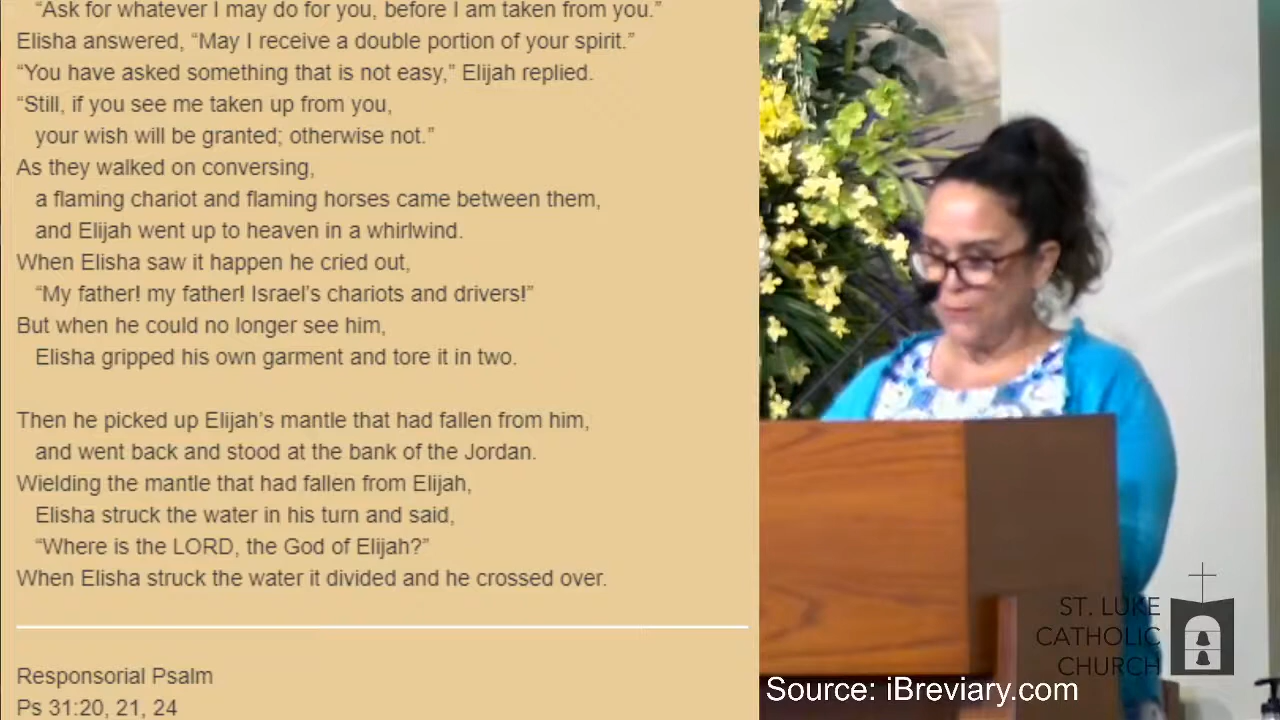 “Ask for whatever I may do for you, before I am taken from you.”
Elisha answered, “May I receive a double portion of your spirit.”
“You have asked something that is not easy,” Elijah replied.
“Still, if you see me taken up from you,
your wish will be granted; otherwise not.”
As they walked on conversing,
a flaming chariot and flaming horses came between them,
and Elijah went up to heaven in a whirlwind.
When Elisha saw it happen he cried out,
“My father! my father! Israel’s chariots and drivers!”
But when he could no longer see him,
Elisha gripped his own garment and tore it in two.
Then he picked up Elijah’s mantle that had fallen from him,
and went back and stood at the bank of the Jordan.
Wielding the mantle that had fallen from Elijah,
Elisha struck the water in his turn and said,
“Where is the LORD, the God of Elijah?”
When Elisha struck the water it divided and he crossed over.
Responsorial Psalm
Ps 31:20, 21, 24
ST. LUKE
CATHOLIC
CHURCH
Source: iBreviary.com